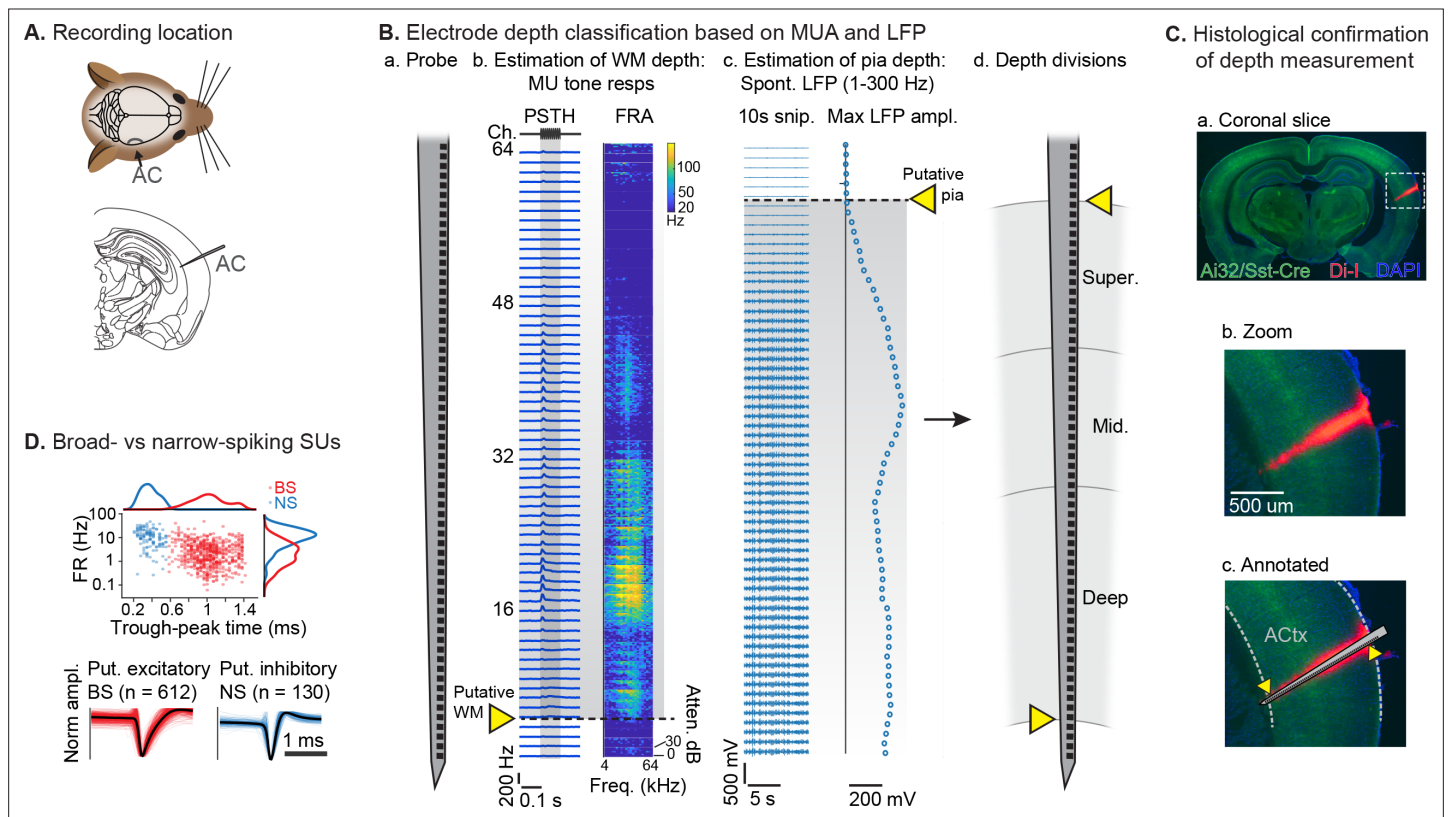 A. Recording location
AC
AC
B. Electrode depth classification based on MUA and LFP
a. Probe
b. Estimation of WM depth:
MU tone resps
PSTH
FRA
Ch.
64
48
32
16
100
50
20
Hz
Putative
WM
200 Hz
0.1 s
4
64
Freq. (kHz)
Atten. dB
30
0
c. Estimation of pia depth:
Spont. LFP (1-300 Hz)
10s snip.
Max LFP ampl.
Putative
pia
500 mV
5 s
200 mV
d. Depth divisions
Super.
Mid.
Deep
C. Histological confirmation
of depth measurement
a. Coronal slice
Ai32/Sst-Cre
Di-I
DAPI
b. Zoom
500 um
c. Annotated
ACtx
D. Broad- vs narrow-spiking SUs
BS
NS
FR (Hz)
100
10
1
0.1
0.2
0.6
1
1.4
Trough-peak time (ms)
Norm ampl.
Put. excitatory
BS (n = 612)
Put. inhibitory
NS (n = 130)
1 ms